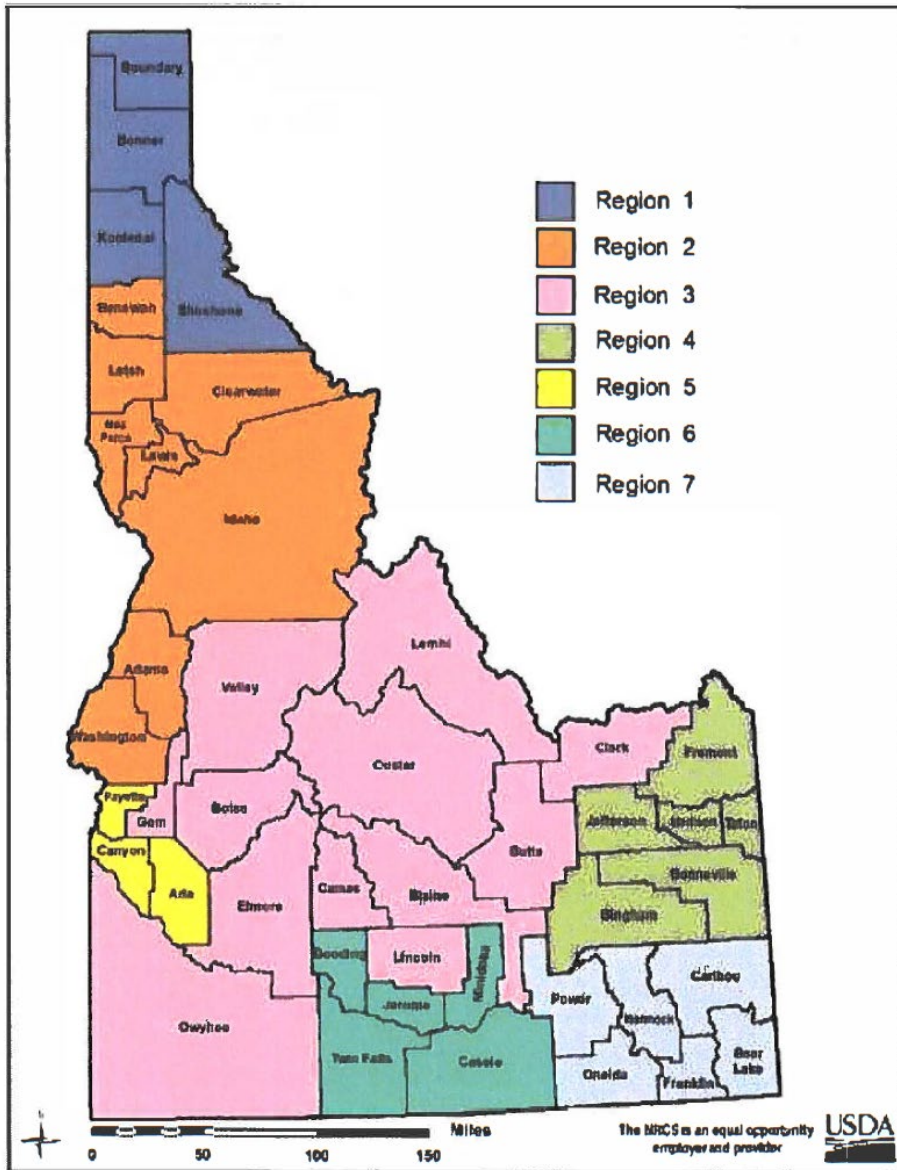 Boundary
Bonner
Region 1
Kootenai
Region 2
Shoshone
Region 3
Benewah
Region 4
Latah
Region 5
Clearwater
Nez
Perce
Region 6
Lewis
Region 7
Idaho
Lemhi
Adams
Valley
Washington
Clark
Fremont
Custer
Payette
Boise
Gem
Jefferson
Madison
Teton
Canyon
Butte
Ada
Bonneville
Camas
Blaine
Elmore
Bingham
Gooding
Lincoln
Minidoka
Caribou
Power
Jerome
Bannock
Owyhee
Twin Falls
Cassia
Bear
Lake
Oneida
Franklin
Miles
0 50 100 150
The NRCS is an equal opportunity
employer and provider
USDA